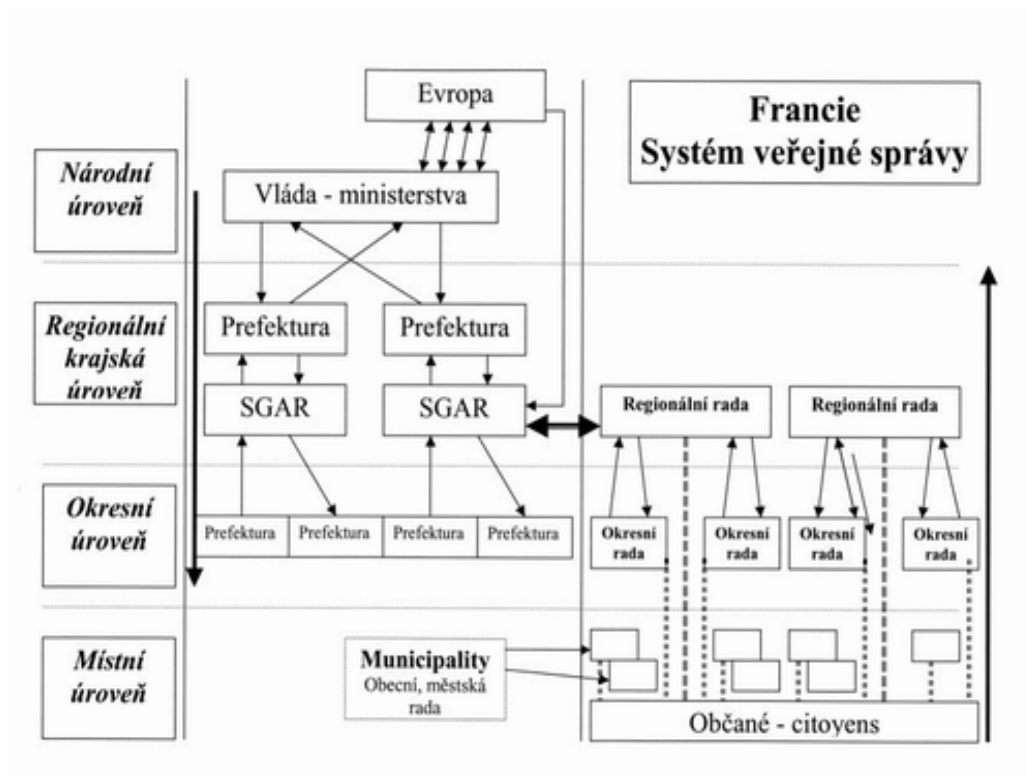 Evropa
Francie
Systém veřejné správy
Národní
úroveň
Vláda - ministerstva
Regionální
krajská
úroveň
Prefektura
Prefektura
SGAR
SGAR
Regionální rada
Regionální rada
Okresní
úroveň
Prefektura
Prefektura
Prefektura
Prefektura
Okresní
rada
Okresní
rada
Okresní
rada
Okresní
rada
Místní
úroveň
Municipality
Obecní, městská
rada
Občané - citoyens